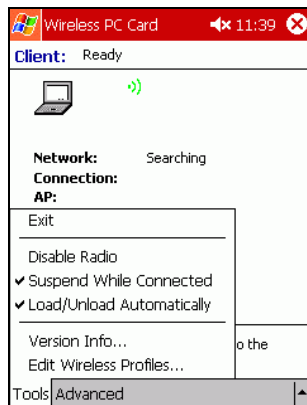 Wireless PC Card 11:39
Client: Ready
Network: Searching
Connection:
AP:
Exit
Disable Radio
Suspend While Connected
Load/Unload Automatically
Version Info...
o the
Edit Wireless Profiles...
Tools Advanced